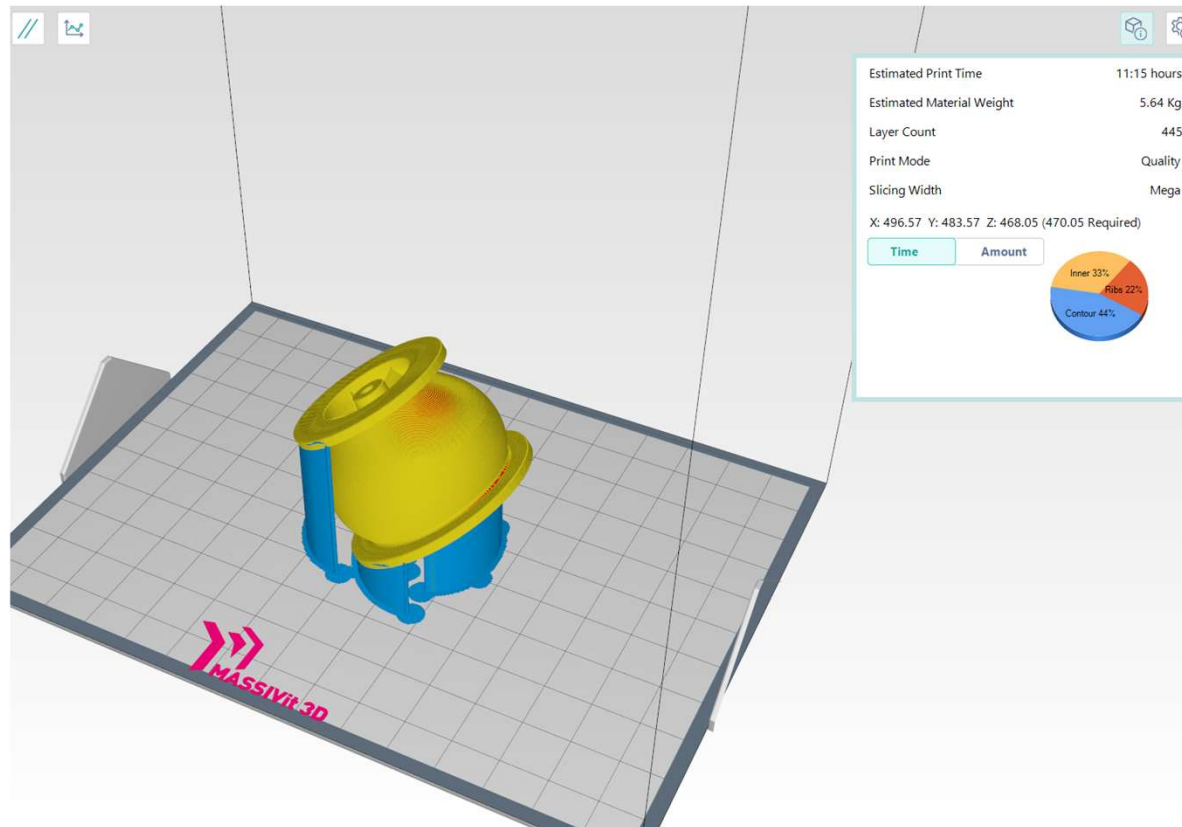 Estimated Print Time 11:15 hours
Estimated Material Weight 5.64 Kg
Layer Count 445
Print Mode Quality
Slicing Width Mega
X: 496.57 Y: 483.57 Z: 468.05 (470.05 Required)
Time Amount
Inner 33%
Ribs 22%
Contour 44%
MASSIVit 3D